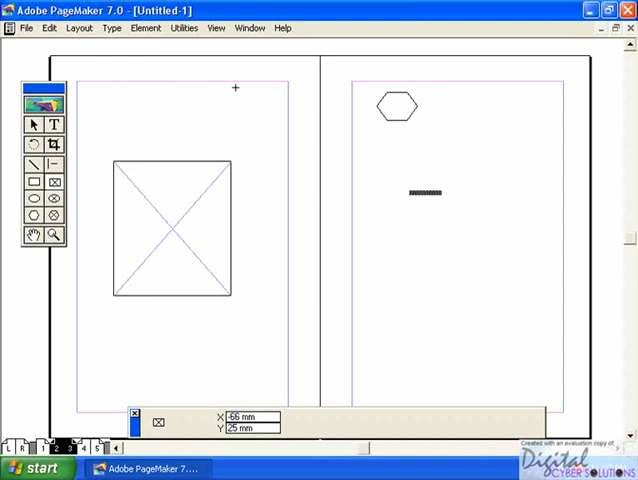 Adobe PageMaker 7.0 - [Untitled-1]
File Edit Layout Type Element Utilities View Window Help
T
X -66 mm
Y 25 mm
L R 1 2 3 4 5
Created with an evaluation copy of
Digital
CYBER SOLUTIONS
start Adobe PageMaker 7....